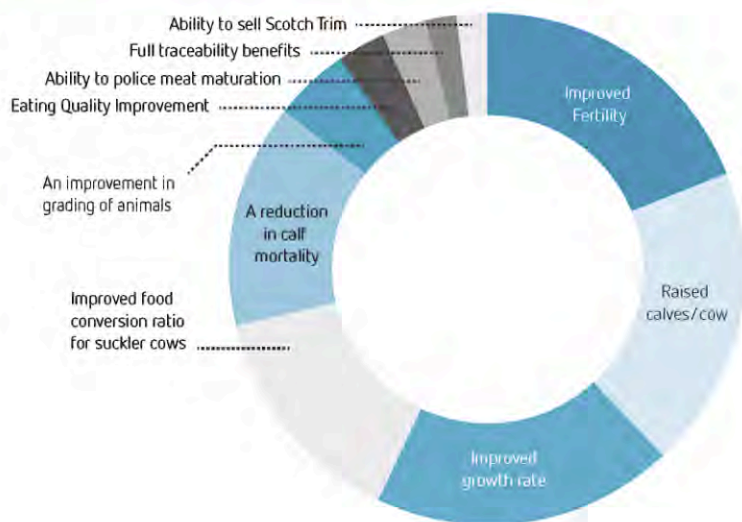 Ability to sell Scotch Trim
Full traceability benefits
Ability to police meat maturation
Eating Quality Improvement
An improvement in
grading of animals
A reduction
in calf
mortality
Improved food
conversion ratio
for suckler cows
Improved
Fertility
Raised
calves/cow
Improved
growth rate